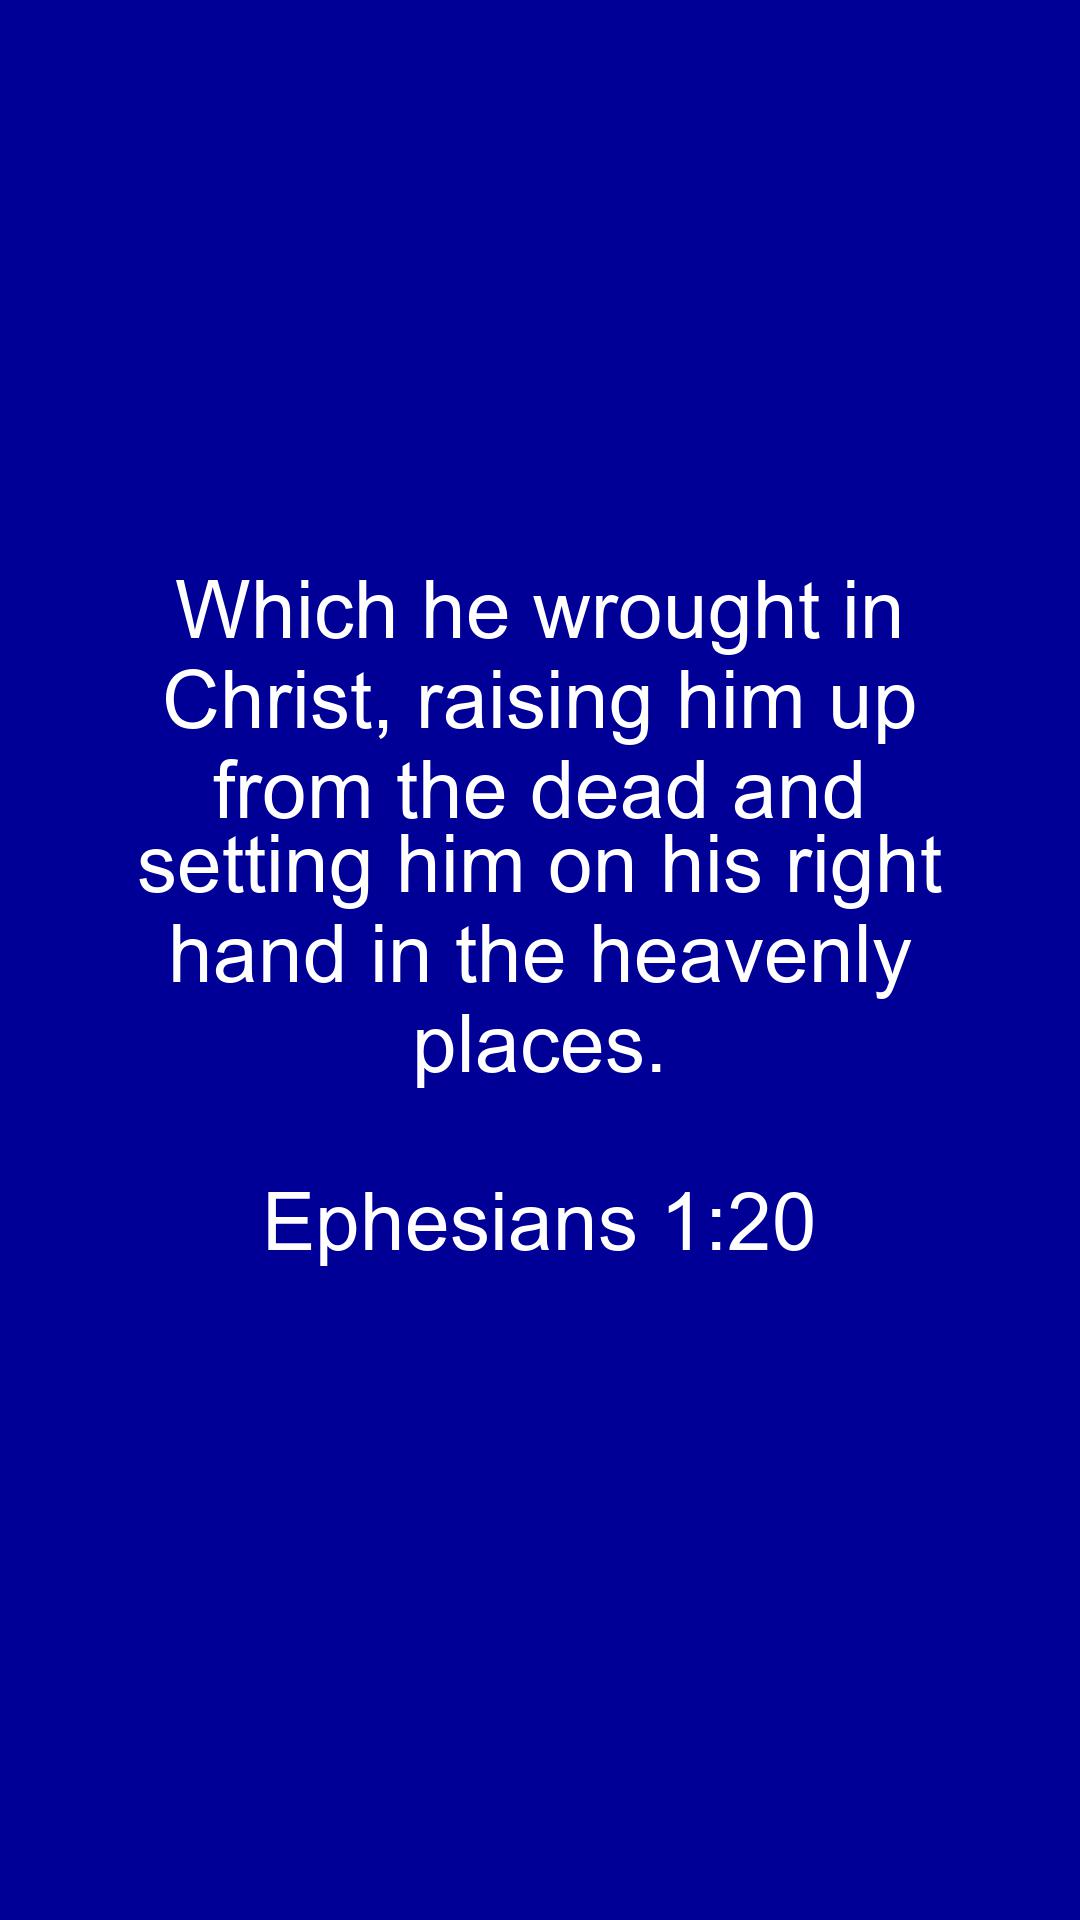 Which he wrought in
Christ, raising him up
from the dead and
setting him on his right
hand in the heavenly
places.
Ephesians 1:20